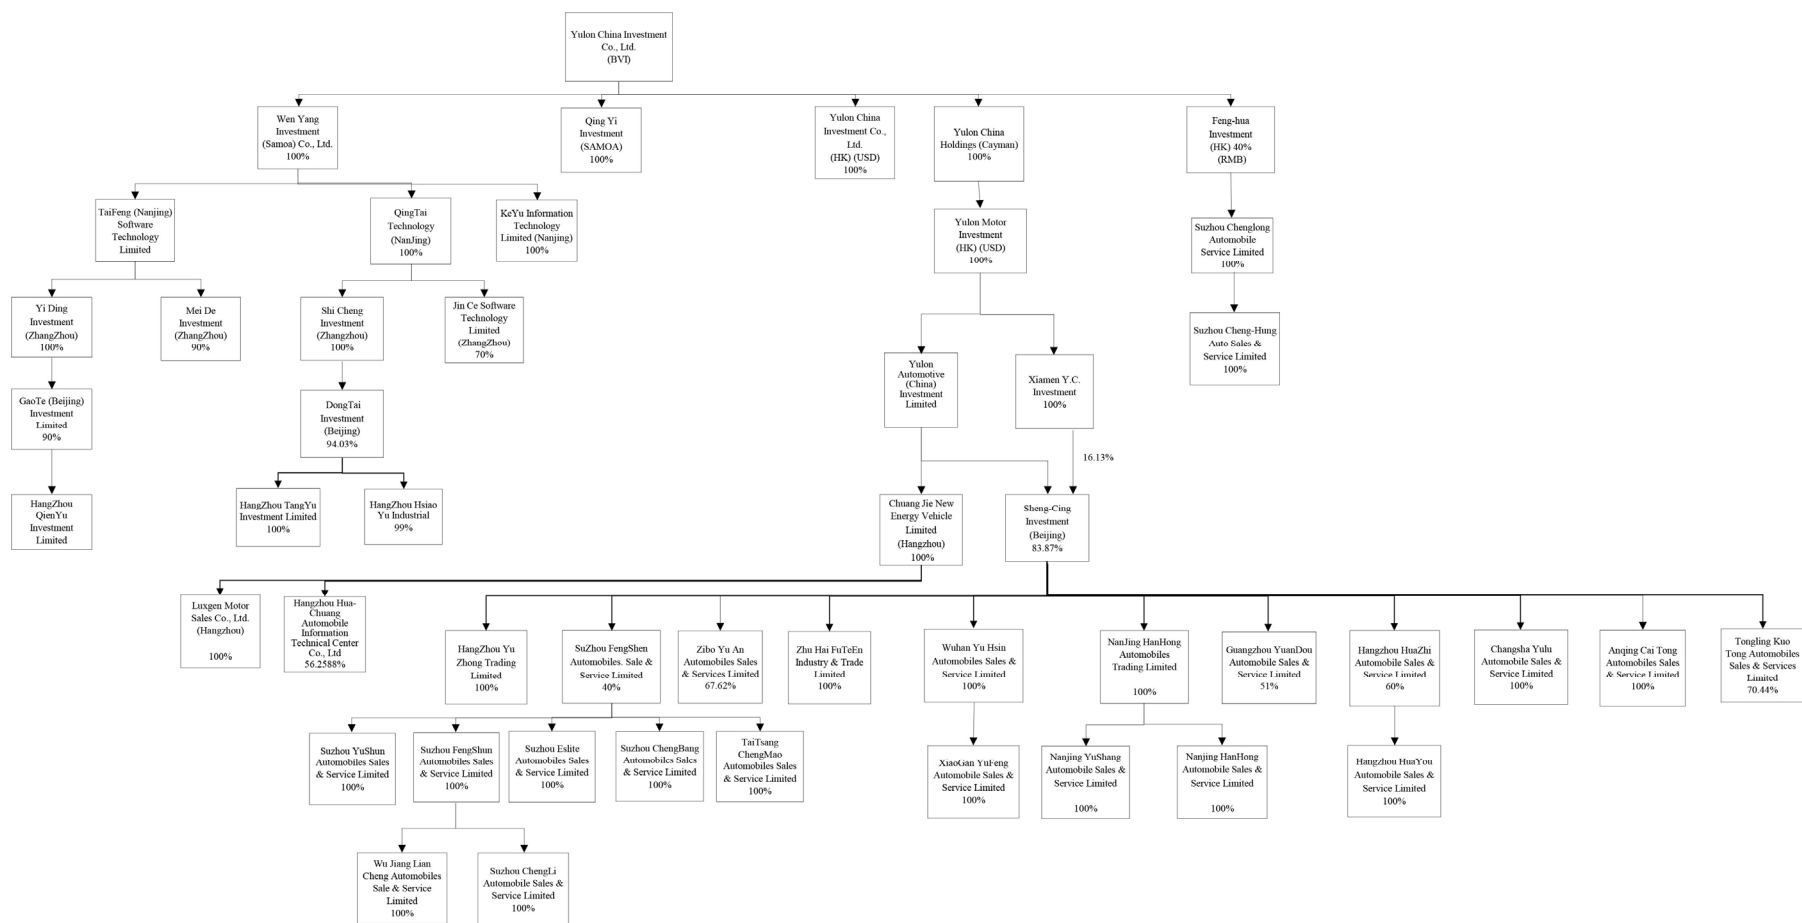 Yulon China Investment
Co., Ltd.
(BVI)
Wen Yang
Investment
(Samoa) Co., Ltd.
100%
Qing Yi
Investment
(SAMOA)
100%
Yulon China
Investment Co.,
Ltd.
(HK) (USD)
100%
Yulon China
Holdings (Cayman)
100%
Feng-hua
Investment
(HK) 40%
(RMB)
TaiFeng (Nanjing)
Software
Technology
Limited
QingTai
Technology
(NanJing)
100%
KeYu Information
Technology
Limited (Nanjing)
100%
Yulon Motor
Investment
(HK) (USD)
100%
Suzhou Chenglong
Automobile
Service Limited
100%
Yi Ding
Investment
(ZhangZhou)
100%
Mei De
Investment
(ZhangZhou)
90%
Shi Cheng
Investment
(Zhangzhou)
100%
Jin Ce Software
Technology
Limited
(ZhangZhou)
70%
Suzhou Cheng-Hung
Auto Sales &
Service Limited
100%
Yulon
Automotive
(China)
Investment
Limited
Xiamen Y.C.
Investment
100%
GaoTe (Beijing)
Investment
Limited
90%
DongTai
Investment
(Beijing)
94.03%
16.13%
HangZhou
QienYu
Investment
Limited
HangZhou TangYu
Investment Limited
100%
HangZhou Hsiao
Yu Industrial
99%
Chuang Jie New
Energy Vehicle
Limited
(Hangzhou)
100%
Sheng-Cing
Investment
(Beijing)
83.87%
Luxgen Motor
Sales Co., Ltd.
(Hangzhou)
100%
Hangzhou Hua-
Chuang
Automobile
Information
Technical Center
Co., Ltd
56.2588%
HangZhou Yu
Zhong Trading
Limited
100%
SuZhou FengShen
Automobiles. Sale &
Service Limited
40%
Zibo Yu An
Automobiles Sales
& Services Limited
67.62%
Zhu Hai FuTeEn
Industry & Trade
Limited
100%
Wuhan Yu Hsin
Automobiles Sales &
Service Limited
100%
NanJing HanHong
Automobiles
Trading Limited
100%
Guangzhou YuanDou
Automobile Sales &
Service Limited
51%
Hangzhou HuaZhi
Automobile Sales &
Service Limited
60%
Changsha Yulu
Automobile Sales &
Service Limited
100%
Anqing Cai Tong
Automobiles Sales
& Service Limited
100%
Tongling Kuo
Tong Automobiles
Sales & Services
Limited
70.44%
Suzhou YuShun
Automobiles Sales
& Service Limited
100%
Suzhou FengShun
Automobiles Sales
& Service Limited
100%
Suzhou Eslite
Automobiles Sales
& Service Limited
100%
Suzhou ChengBang
Automobiles Sales
& Service Limited
100%
TaiTsang
ChengMao
Automobiles Sales
& Service Limited
100%
XiaoGan YuFeng
Automobile Sales &
Service Limited
100%
Nanjing YuShang
Automobile Sales &
Service Limited
100%
Nanjing HanHong
Automobile Sales &
Service Limited
100%
Hangzhou HuaYou
Automobile Sales &
Service Limited
100%
Wu Jiang Lian
Cheng Automobiles
Sale & Service
Limited
100%
Suzhou ChengLi
Automobile Sales &
Service Limited
100%